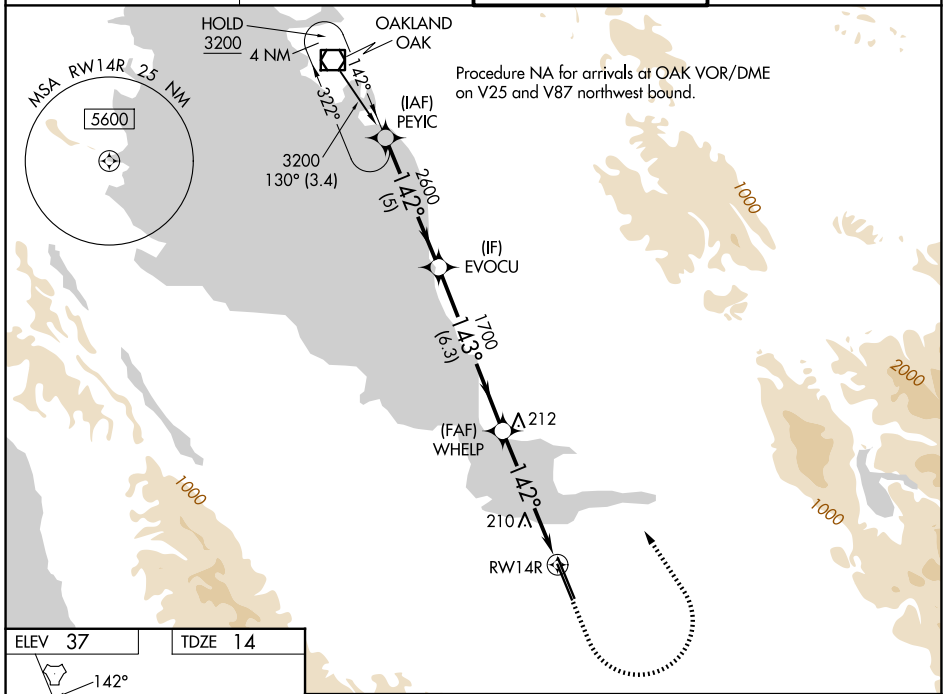 HOLD
3200
4 NM
OAKLAND
OAK
142°
322°
Procedure NA for arrivals at OAK VOR/DME
on V25 and V87 northwest bound.
MSA RW14R 25 NM
5600
(IAF)
PEYIC
3200
130° (3.4)
2600
142°
(5)
1000
(IF)
EVOCU
1700
143°
(6.3)
2000
(FAF)
WHELP
212
142°
1000
1000
210
RW14R
ELEV 37
TDZE 14
142°